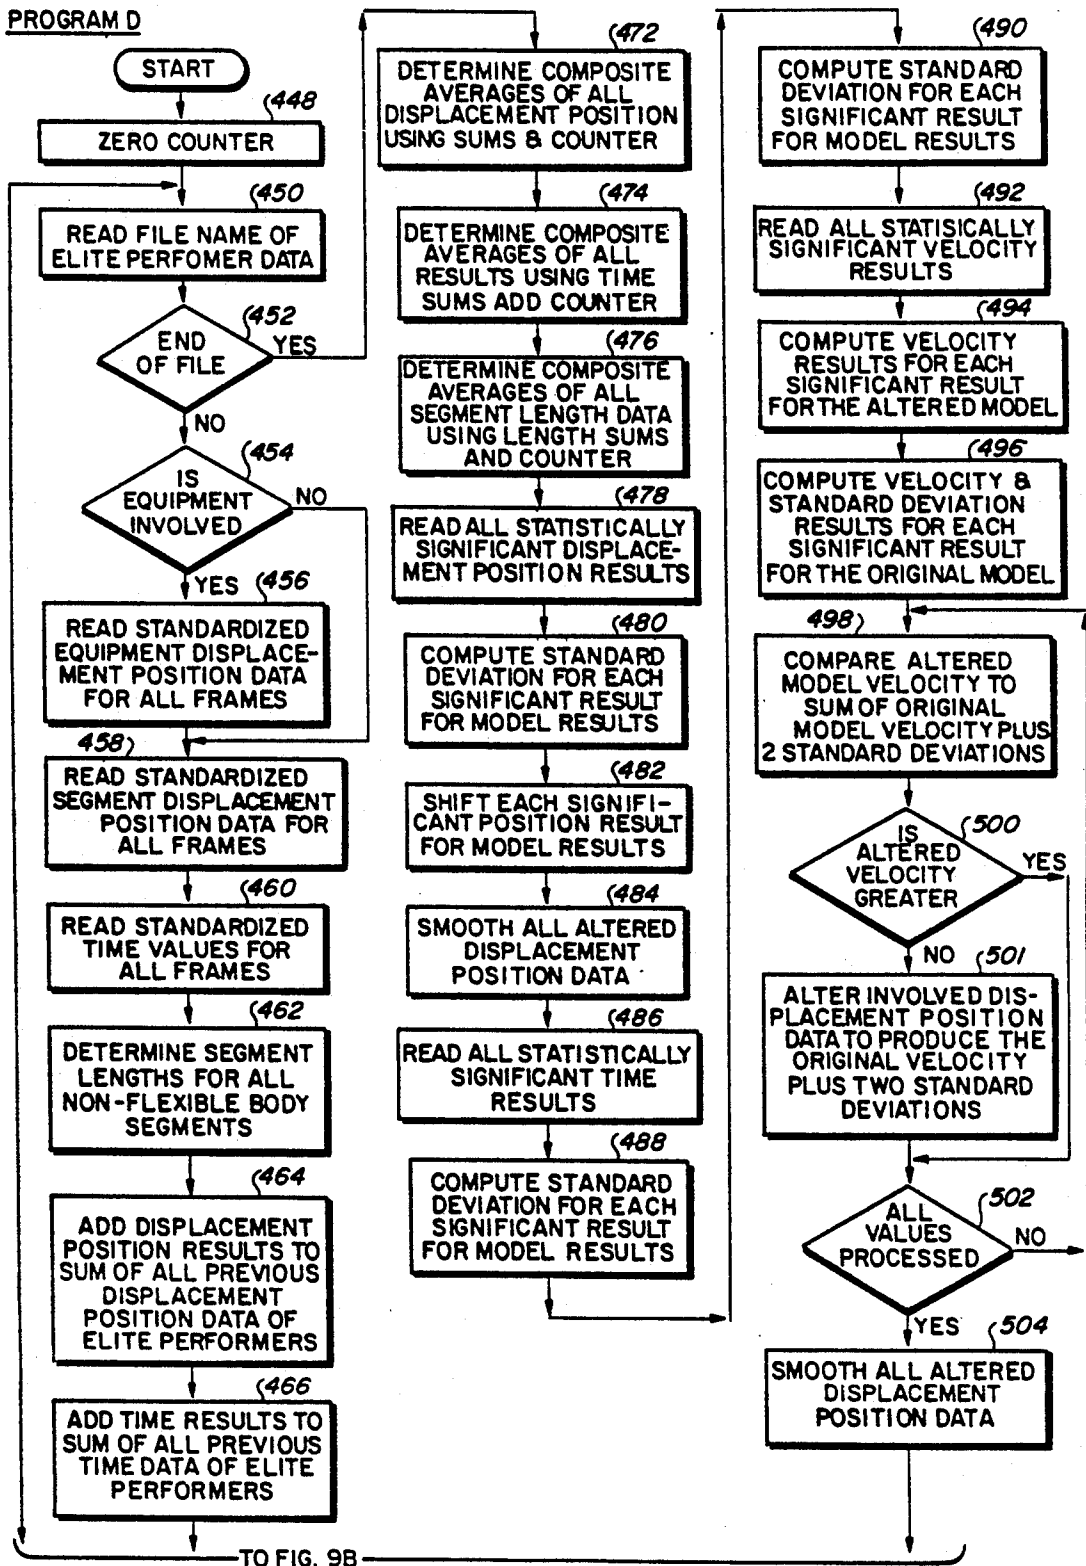 PROGRAM D
START
448
ZERO COUNTER
450
READ FILE NAME OF
ELITE PERFOMER DATA
452
END
OF FILE
YES
NO
454
IS
EQUIPMENT
INVOLVED
NO
YES
456
READ STANDARDIZED
EQUIPMENT DISPLACE-
MENT POSITION DATA
FOR ALL FRAMES
458
READ STANDARDIZED
SEGMENT DISPLACEMENT
POSITION DATA FOR
ALL FRAMES
460
READ STANDARDIZED
TIME VALUES FOR
ALL FRAMES
462
DETERMINE SEGMENT
LENGTHS FOR ALL
NON-FLEXIBLE BODY
SEGMENTS
464
ADD DISPLACEMENT
POSITION RESULTS TO
SUM OF ALL PREVIOUS
DISPLACEMENT
POSITION DATA OF
ELITE PERFORMERS
466
ADD TIME RESULTS TO
SUM OF ALL PREVIOUS
TIME DATA OF ELITE
PERFORMERS
472
DETERMINE COMPOSITE
AVERAGES OF ALL
DISPLACEMENT POSITION
USING SUMS & COUNTER
474
DETERMINE COMPOSITE
AVERAGES OF ALL
RESULTS USING TIME
SUMS ADD COUNTER
476
DETERMINE COMPOSITE
AVERAGES OF ALL
SEGMENT LENGTH DATA
USING LENGTH SUMS
AND COUNTER
478
READ ALL STATISTICALLY
SIGNIFICANT DISPLACE-
MENT POSITION RESULTS
480
COMPUTE STANDARD
DEVIATION FOR EACH
SIGNIFICANT RESULT
FOR MODEL RESULTS
482
SHIFT EACH SIGNIFI-
CANT POSITION RESULT
FOR MODEL RESULTS
484
SMOOTH ALL ALTERED
DISPLACEMENT
POSITION DATA
486
READ ALL STATISTICALLY
SIGNIFICANT TIME
RESULTS
488
COMPUTE STANDARD
DEVIATION FOR EACH
SIGNIFICANT RESULT
FOR MODEL RESULTS
490
COMPUTE STANDARD
DEVIATION FOR EACH
SIGNIFICANT RESULT
FOR MODEL RESULTS
492
READ ALL STATISICALLY
SIGNIFICANT VELOCITY
RESULTS
494
COMPUTE VELOCITY
RESULTS FOR EACH
SIGNIFICANT RESULT
FOR THE ALTERED MODEL
496
COMPUTE VELOCITY &
STANDARD DEVIATION
RESULTS FOR EACH
SIGNIFICANT RESULT
FOR THE ORIGINAL MODEL
498
COMPARE ALTERED
MODEL VELOCITY TO
SUM OF ORIGINAL
MODEL VELOCITY PLUS
2 STANDARD DEVIATIONS
500
IS
ALTERED
VELOCITY
GREATER
YES
NO
501
ALTER INVOLVED DIS-
PLACEMENT POSITION
DATA TO PRODUCE THE
ORIGINAL VELOCITY
PLUS TWO STANDARD
DEVIATIONS
502
ALL
VALUES
PROCESSED
NO
YES
504
SMOOTH ALL ALTERED
DISPLACEMENT
POSITION DATA
TO FIG. 9B